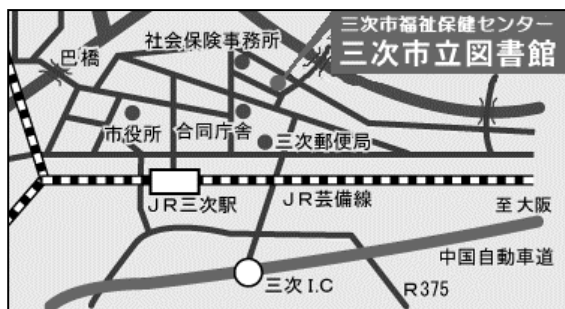 三次市福祉保健センター
三次市立図書館
社会保険事務所
巴橋
市役所
合同庁舎
三次郵便局
JR三次駅
JR芸備線
至大阪
中国自動車道
三次I.C
R375